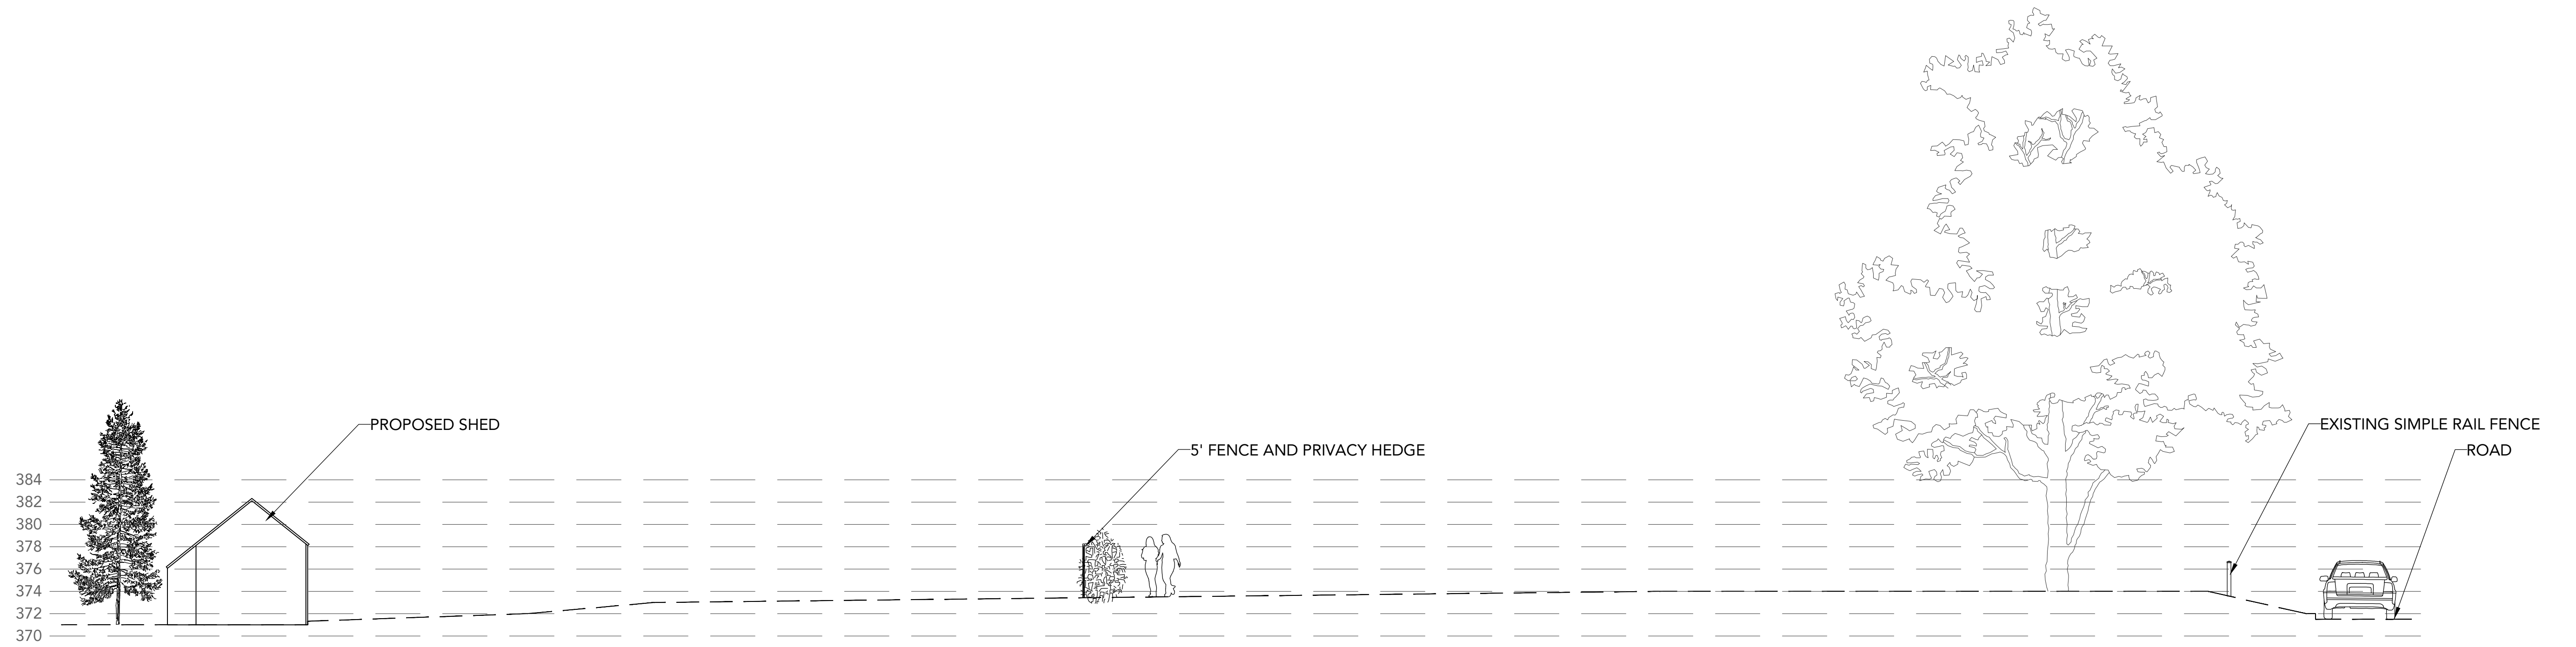 PROPOSED SHED
EXISTING SIMPLE RAIL FENCE
5' FENCE AND PRIVACY HEDGE
ROAD
384
382
380
378
376
374
372
370